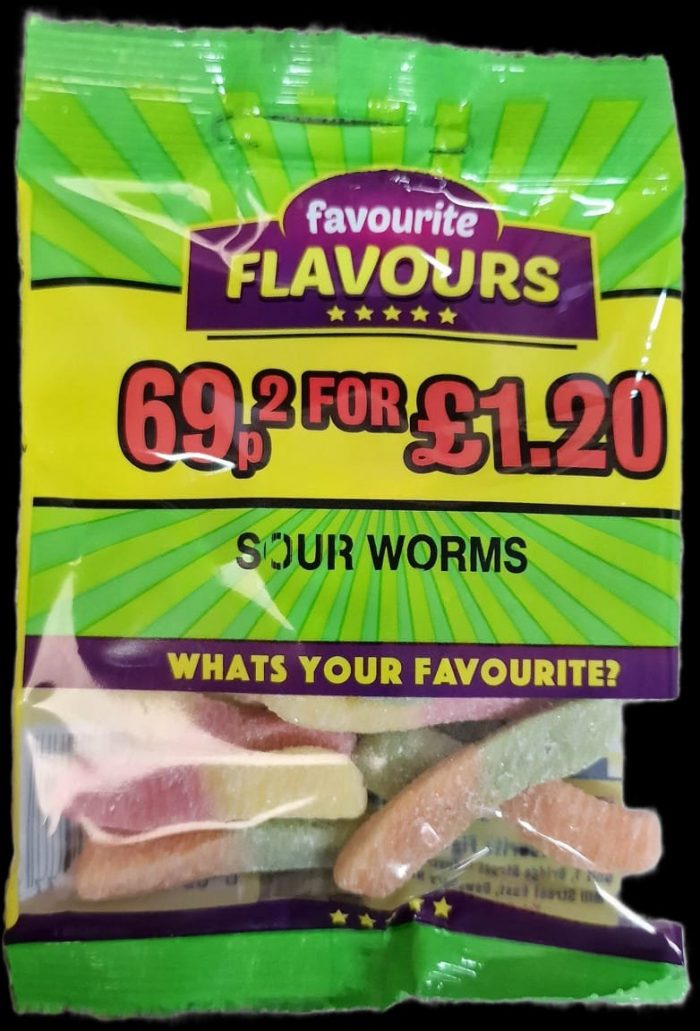 favourite
FLAVOURS
69p 2 FOR £1.20
SOUR WORMS
WHATS YOUR FAVOURITE?